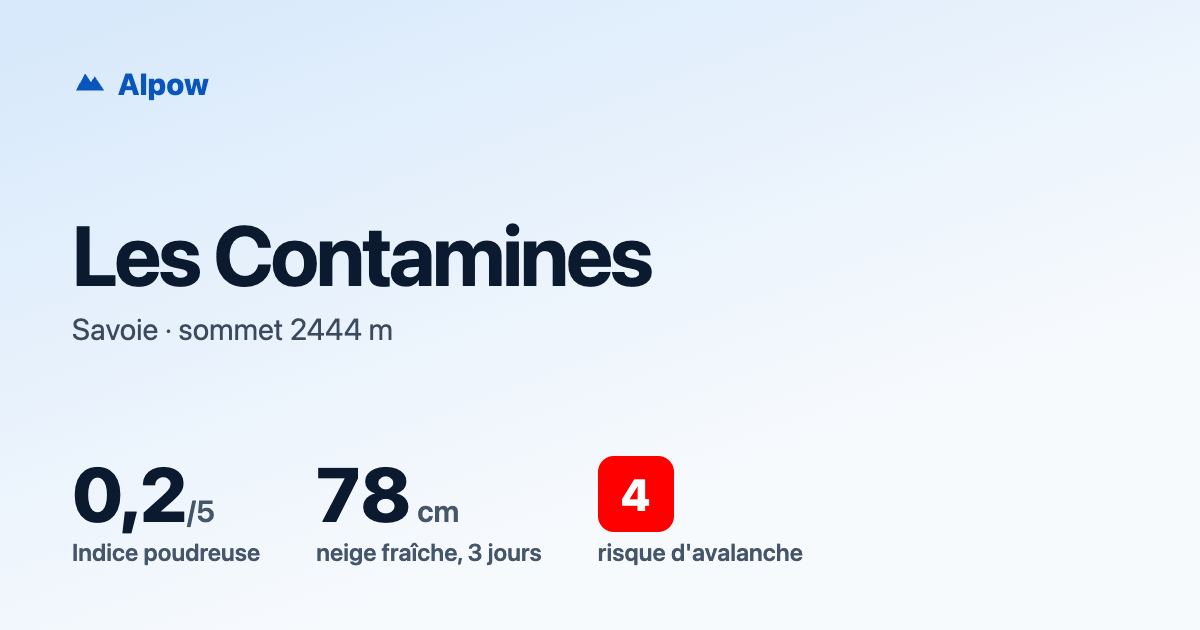 Alpow
Les Contamines
Savoie · sommet 2444 m
0,2/5
Indice poudreuse
78 cm
neige fraîche, 3 jours
4
risque d'avalanche